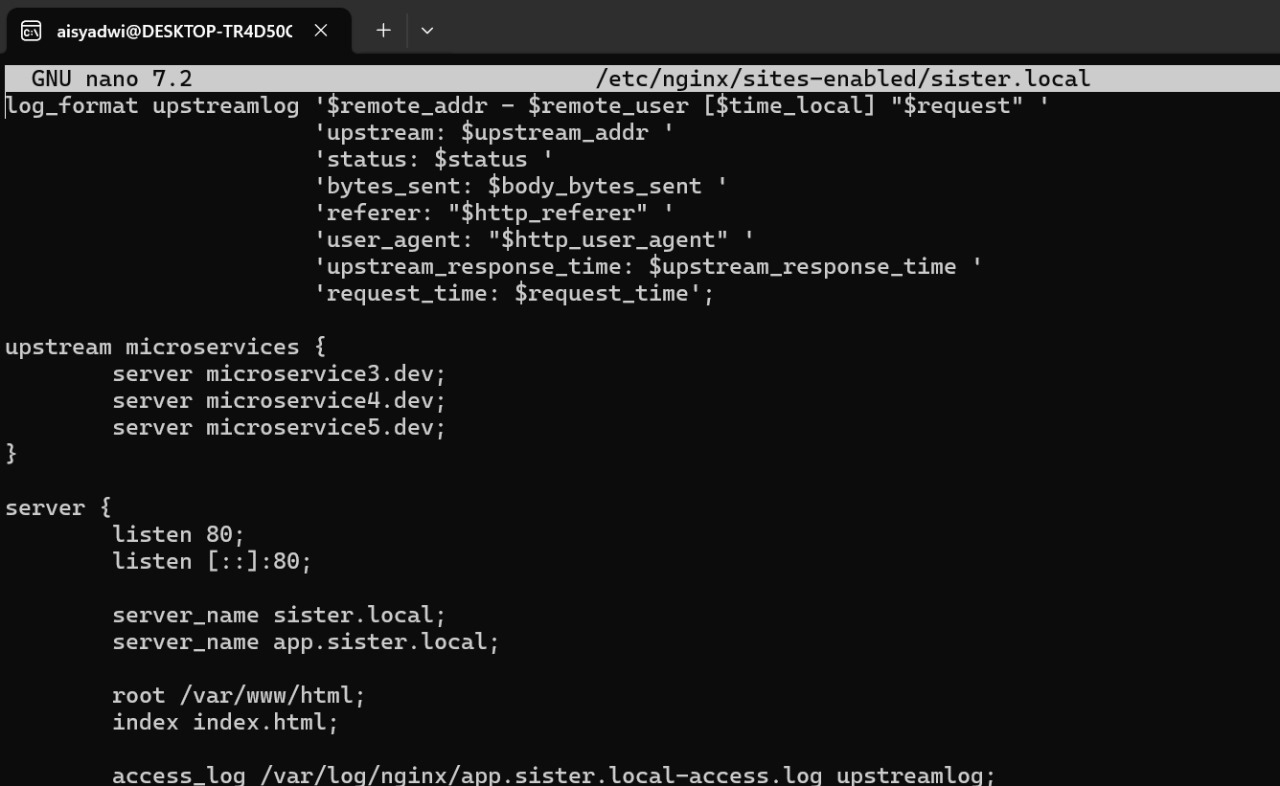 aisyadwi@DESKTOP-TR4D50
GNU nano 7.2 /etc/nginx/sites-enabled/sister.local
log_format upstreamlog '$remote_addr - $remote_user [$time_local] "$request" '
'upstream: $upstream_addr '
'status: $status '
'bytes_sent: $body_bytes_sent '
'referer: "$http_referer" '
'user_agent: "$http_user_agent" '
'upstream_response_time: $upstream_response_time '
'request_time: $request_time';
upstream microservices {
server microservice3.dev;
server microservice4.dev;
server microservice5.dev;
}
server {
listen 80;
listen [::]:80;
server_name sister.local;
server_name app.sister.local;
root /var/www/html;
index index.html;
access_log /var/log/nginx/app.sister.local-access.log upstreamlog;